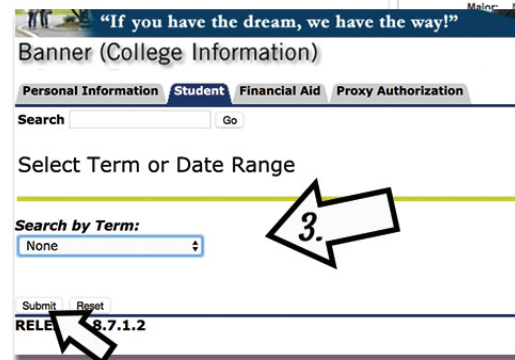 Major:
“If you have the dream, we have the way!”
Banner (College Information)
Personal Information Student Financial Aid Proxy Authorization
Search Go
Select Term or Date Range
3.
Search by Term:
None
Submit Reset
8.7.1.2